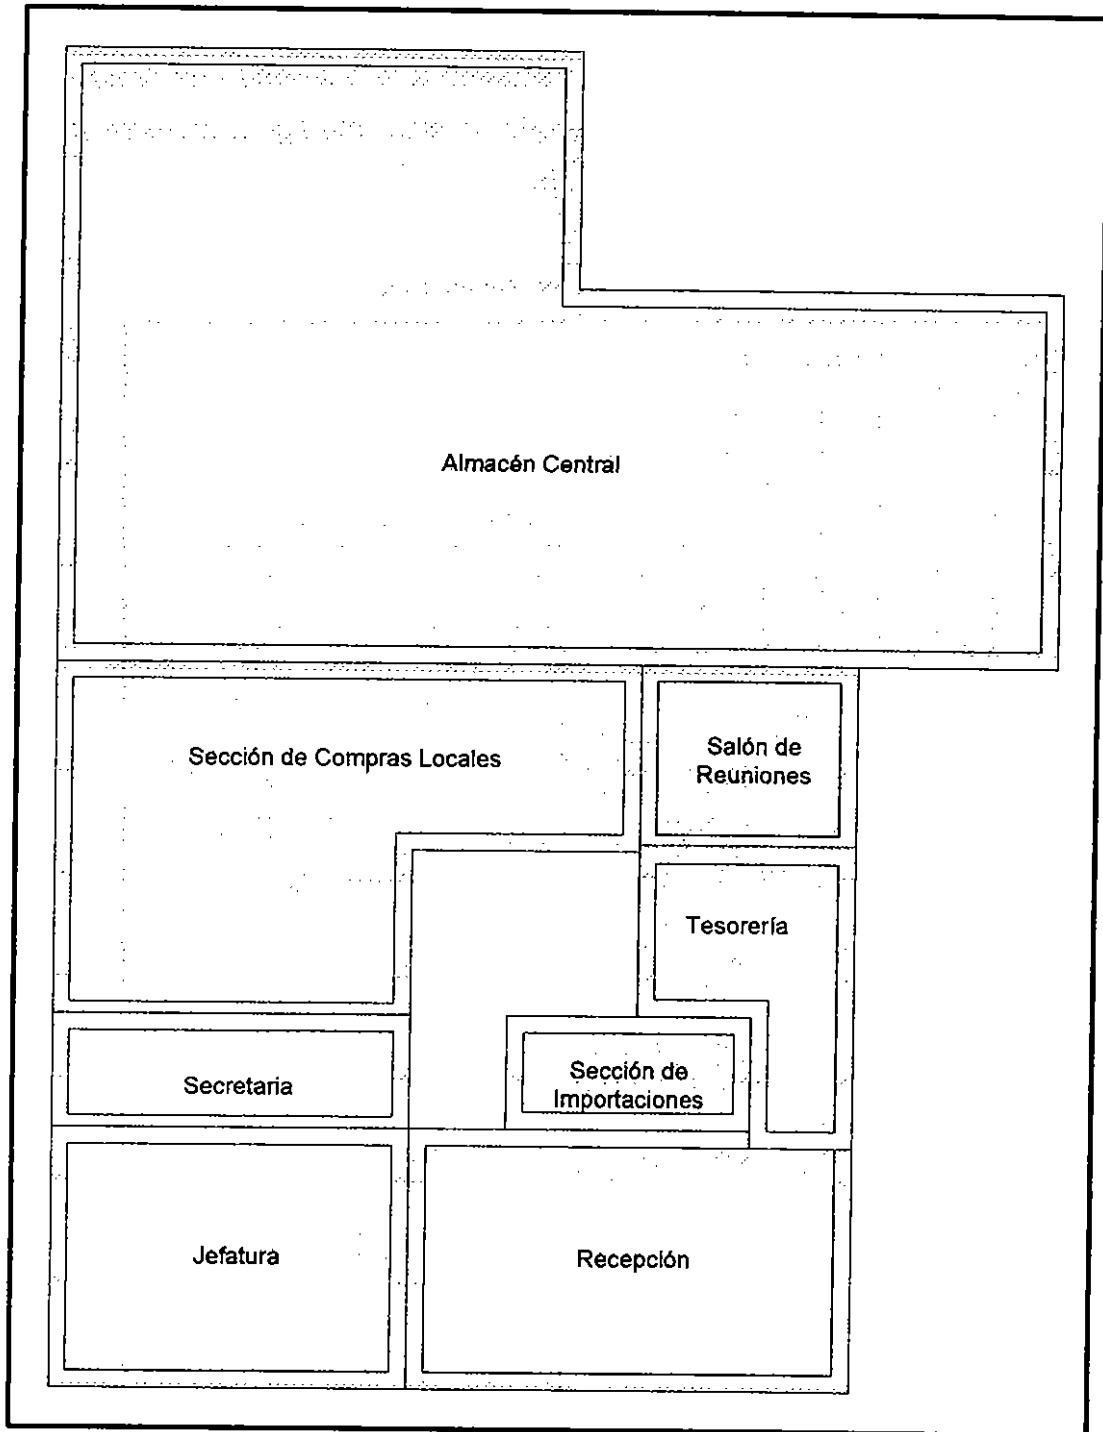 Almacén Central
Sección de Compras Locales
Salón de
Reuniones
Tesorería
Secretaria
Sección de
Importaciones
Jefatura
Recepción